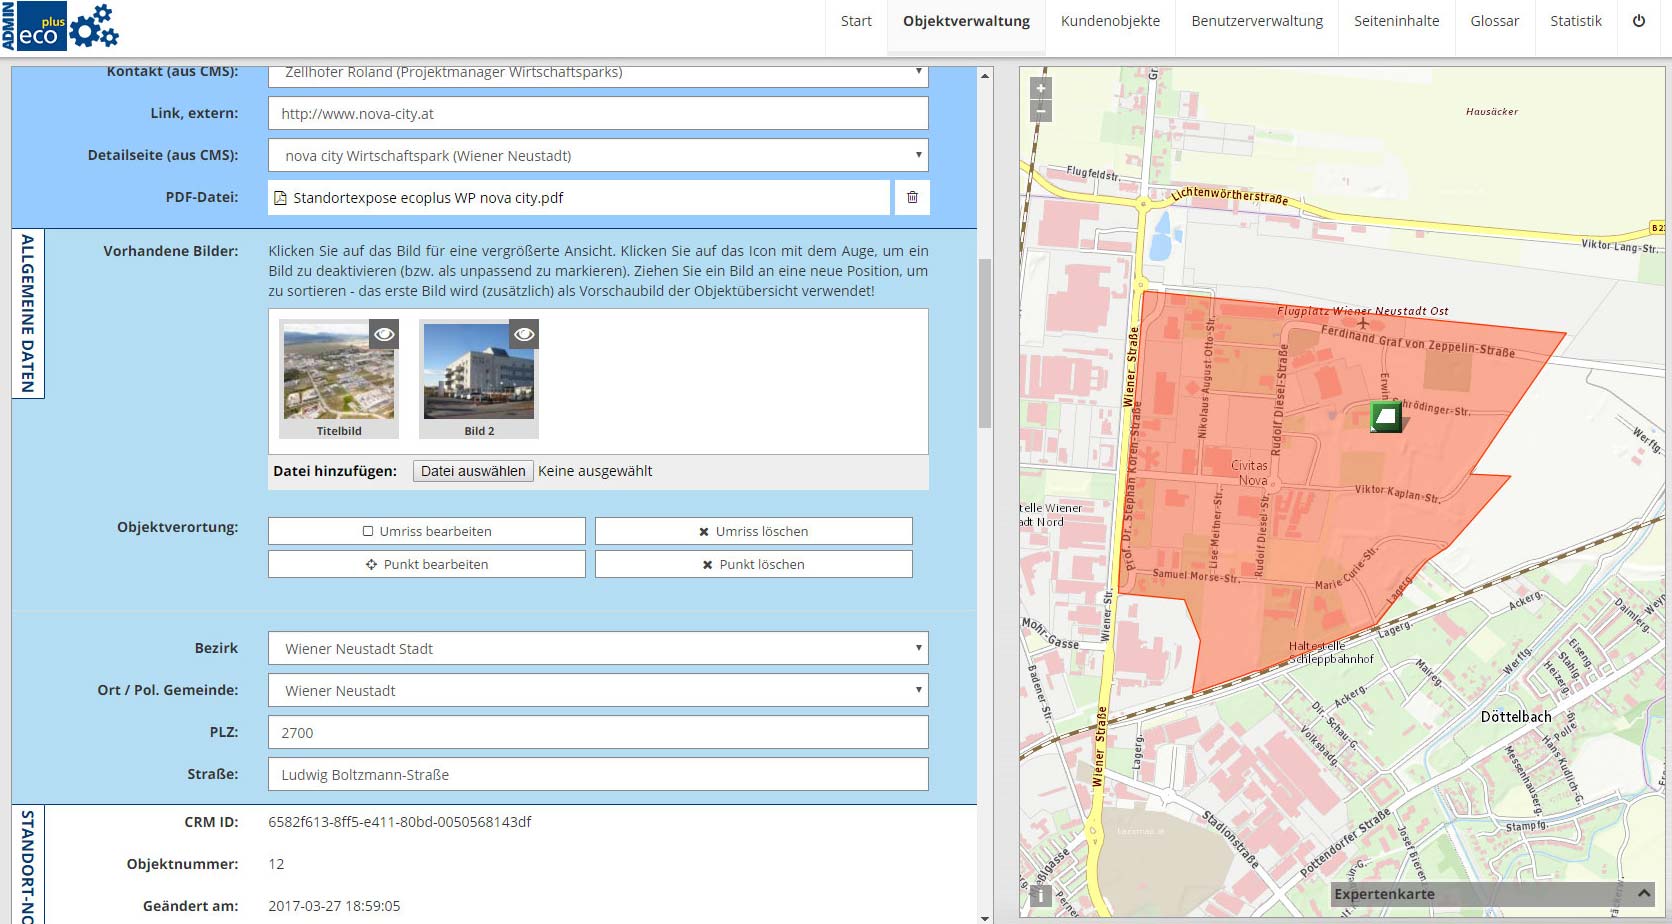 ADMIN
plus
eco
Start
Objektverwaltung
Kundenobjekte
Benutzerverwaltung
Seiteninhalte
Glossar
Statistik
Kontakt (aus CMS):
Zellhofer Roland (Projektmanager Wirtschaftsparks)
Link, extern:
http://www.nova-city.at
Detailseite (aus CMS):
nova city Wirtschaftspark (Wiener Neustadt)
PDF-Datei:
Standortexpose ecoplus WP nova city.pdf
ALLGEMEINE DATEN
Vorhandene Bilder:
Klicken Sie auf das Bild für eine vergrößerte Ansicht. Klicken Sie auf das Icon mit dem Auge, um ein
Bild zu deaktivieren (bzw. als unpassend zu markieren). Ziehen Sie ein Bild an eine neue Position, um
zu sortieren - das erste Bild wird (zusätzlich) als Vorschaubild der Objektübersicht verwendet!
Titelbild
Bild 2
Datei hinzufügen:
Datei auswählen
Keine ausgewählt
Objektverortung:
Umriss bearbeiten
Umriss löschen
Punkt bearbeiten
Punkt löschen
Bezirk
Wiener Neustadt Stadt
Ort / Pol. Gemeinde:
Wiener Neustadt
PLZ:
2700
Straße:
Ludwig Boltzmann-Straße
STANDORT-NO
CRM ID:
6582f613-8ff5-e411-80bd-0050568143df
Objektnummer:
12
Geändert am:
2017-03-27 18:59:05
+
−
Hausäcker
Flugfeldstr.
Lichtenwörtherstraße
Viktor Lang-Str.
Flugplatz Wiener Neustadt Ost
Ferdinand Graf von Zeppelin-Straße
Wiener Straße
Nikolaus August Otto-Str.
Rudolf Diesel-Straße
Erwin
Schrödinger-Str.
Prof. Dr. Stephan Koren-Straße
Civitas
Nova
Viktor Kaplan-Str.
Werftg.
telle Wiener
adt Nord
Lise Meitner-Str.
Rudolf Diesel-Str.
Samuel Morse-Str.
Marie Curie-Str.
Lagerg.
Wiener Str.
Mohr-Gasse
Lagerg.
Ackerg.
Daimlerg.
Haltestelle
Schleppbahnhof
Badener Str.
Werftg.
Eiseng.
Stahlg.
Heizerg.
Maireg.
Ackerg.
Dir. Schau-G.
Volksbadg.
Döttelbach
Wiener Straße
Lagerg.
Messenhauserg.
Hans Kudlich-G.
Stadionstraße
Pottendorfer Straße
Stampfg.
Josef Bieren
Expertenkarte
i